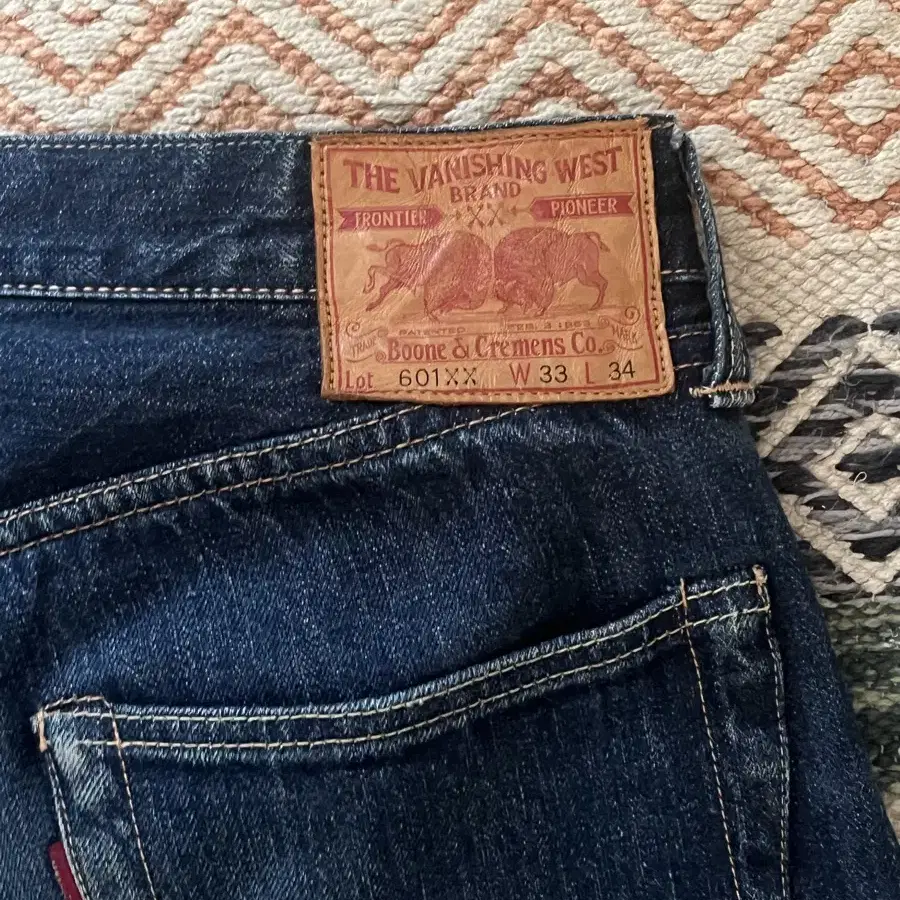 THE VANISHING WEST
BRAND
XX
FRONTIER PIONEER
PATENTED FEB. 3 1863
TRADE MARK
Boone & Cremens Co.
Lot 601XX W 33 L 34